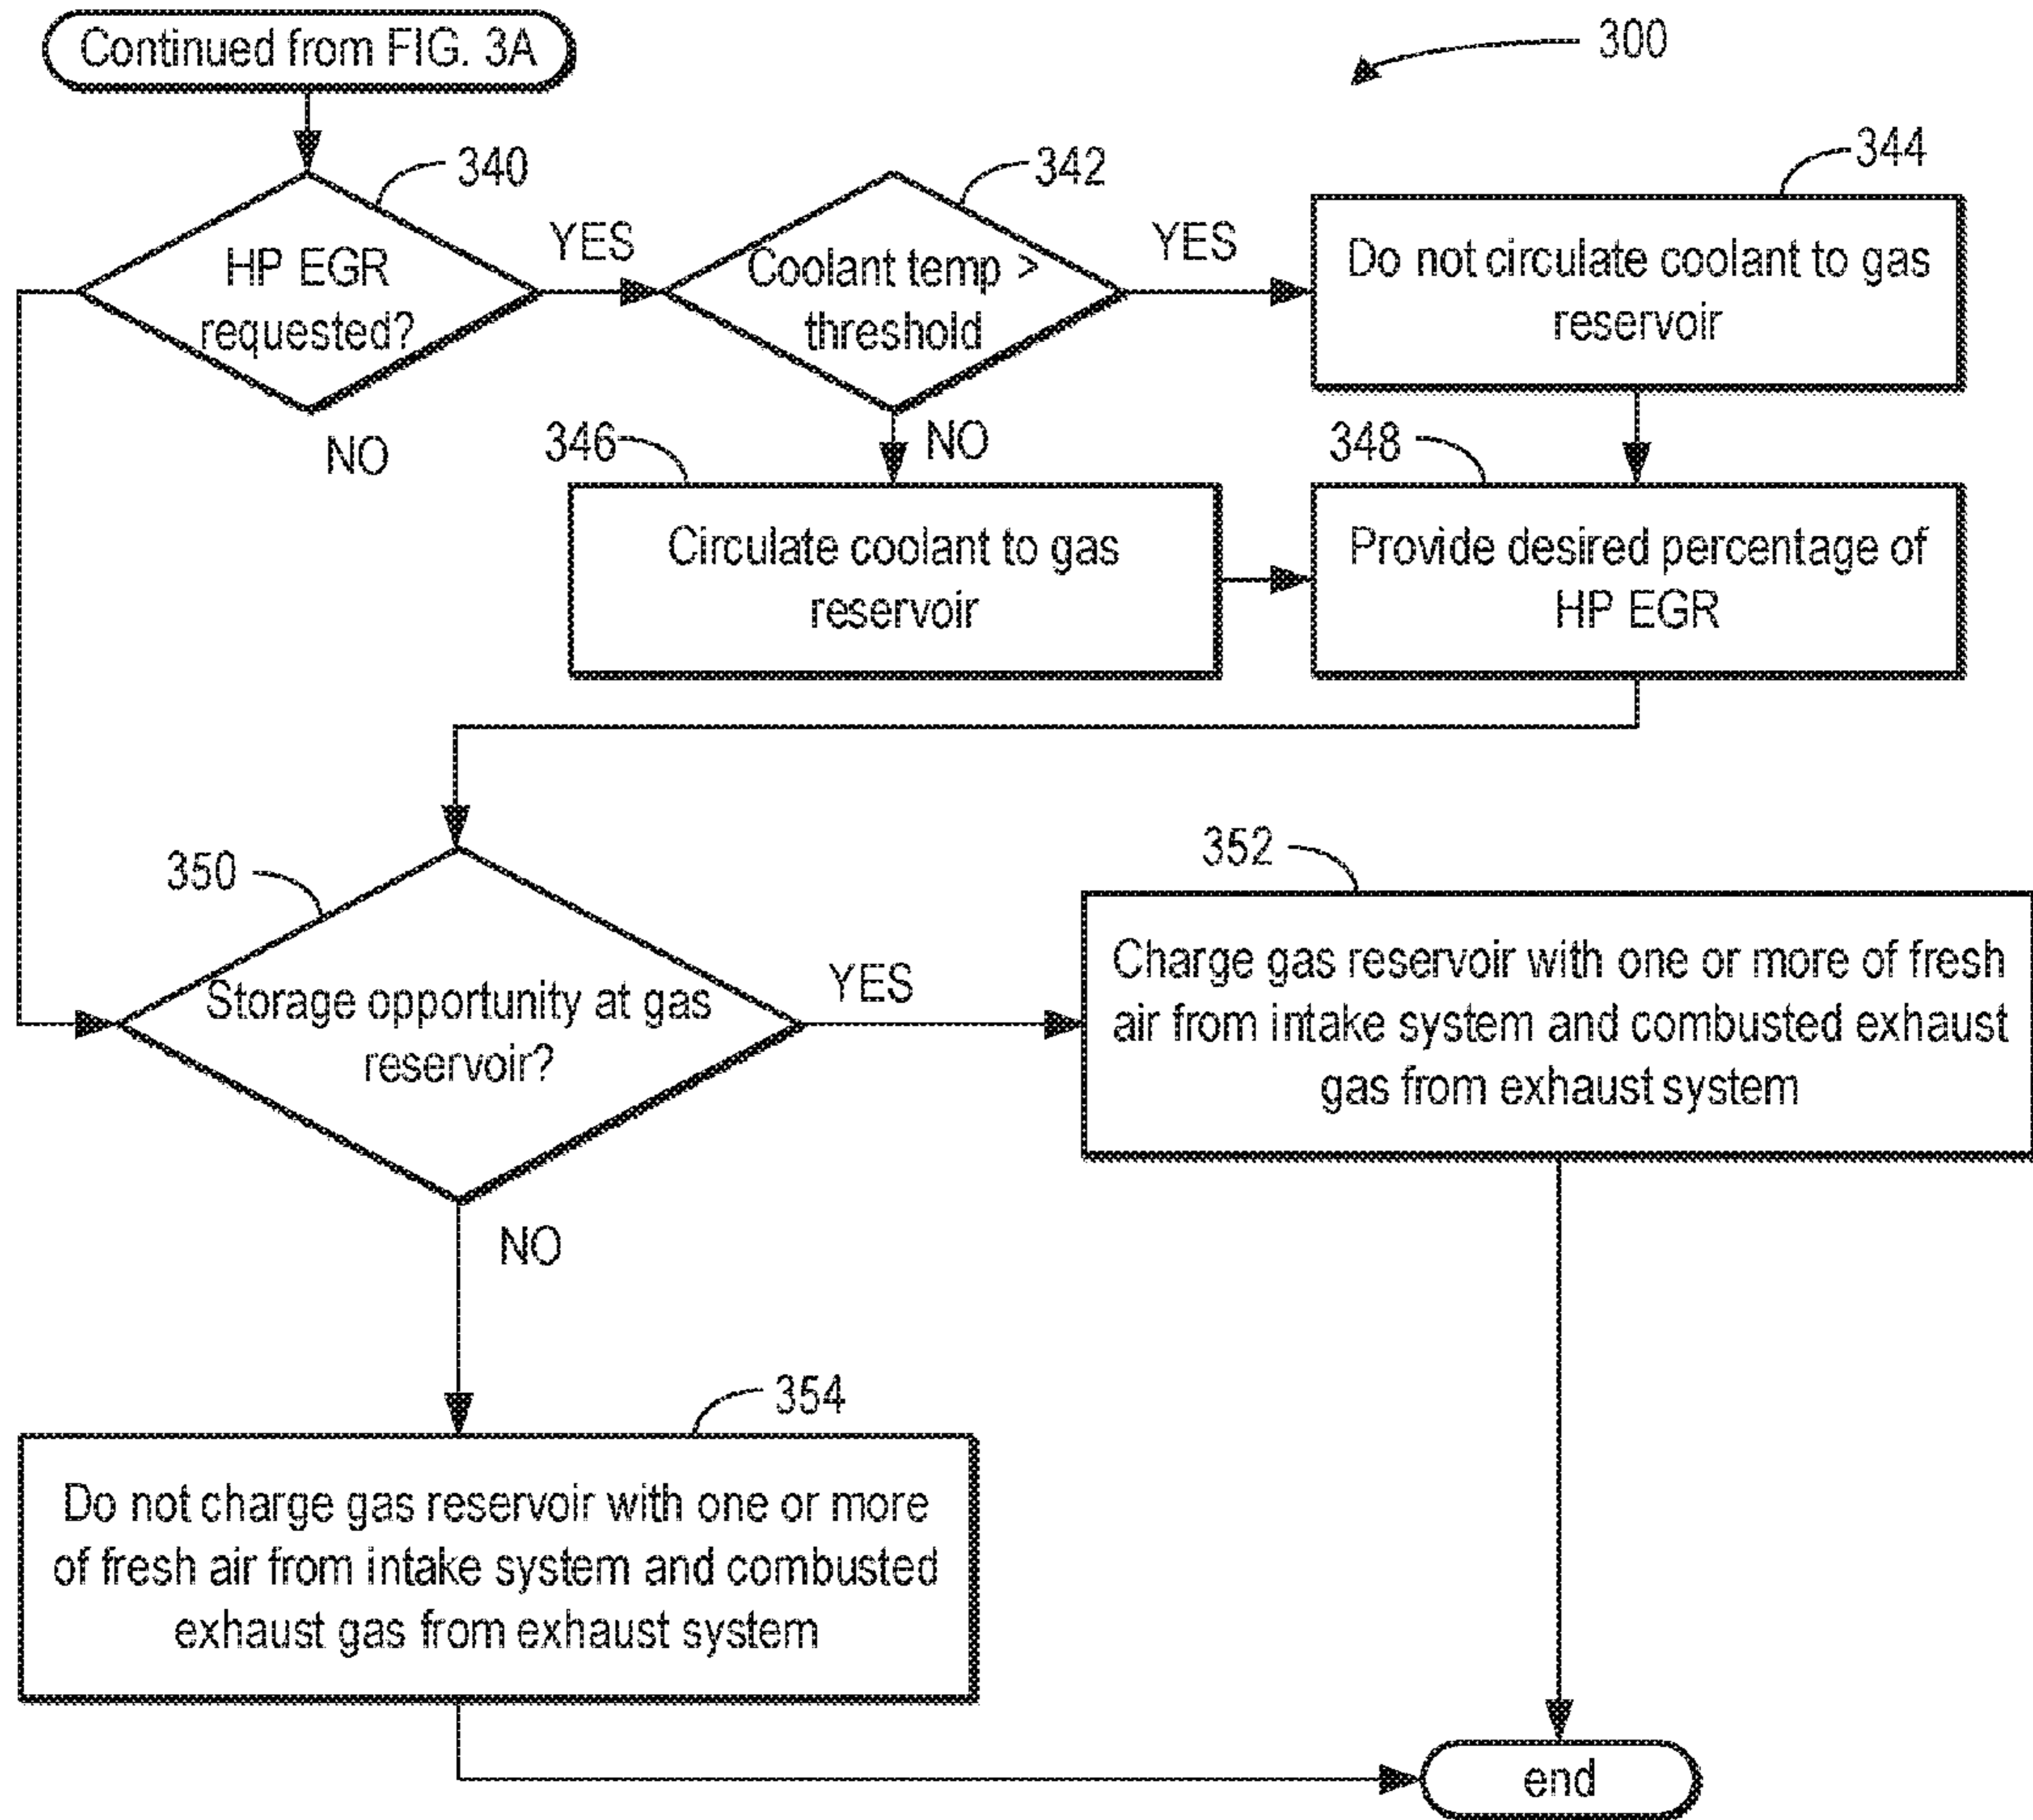 Continued from FIG. 3A
300
340
HP EGR
requested?
YES
NO
342
Coolant temp >
threshold
YES
NO
344
Do not circulate coolant to gas
reservoir
346
Circulate coolant to gas
reservoir
348
Provide desired percentage of
HP EGR
350
Storage opportunity at gas
reservoir?
YES
NO
352
Charge gas reservoir with one or more of fresh
air from intake system and combusted exhaust
gas from exhaust system
354
Do not charge gas reservoir with one or more
of fresh air from intake system and combusted
exhaust gas from exhaust system
end